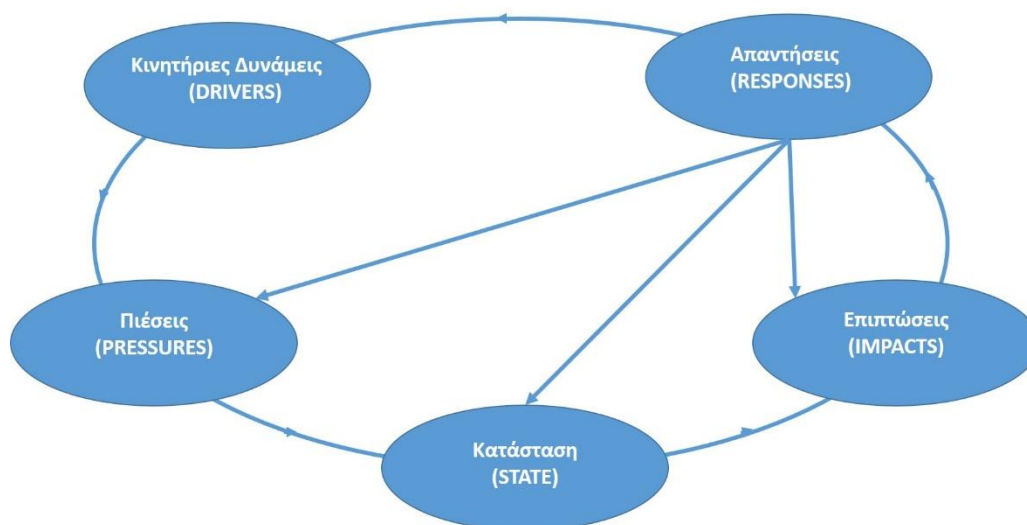 Κινητήριες Δυνάμεις
(DRIVERS)
Απαντήσεις
(RESPONSES)
Πιέσεις
(PRESSURES)
Επιπτώσεις
(IMPACTS)
Κατάσταση
(STATE)